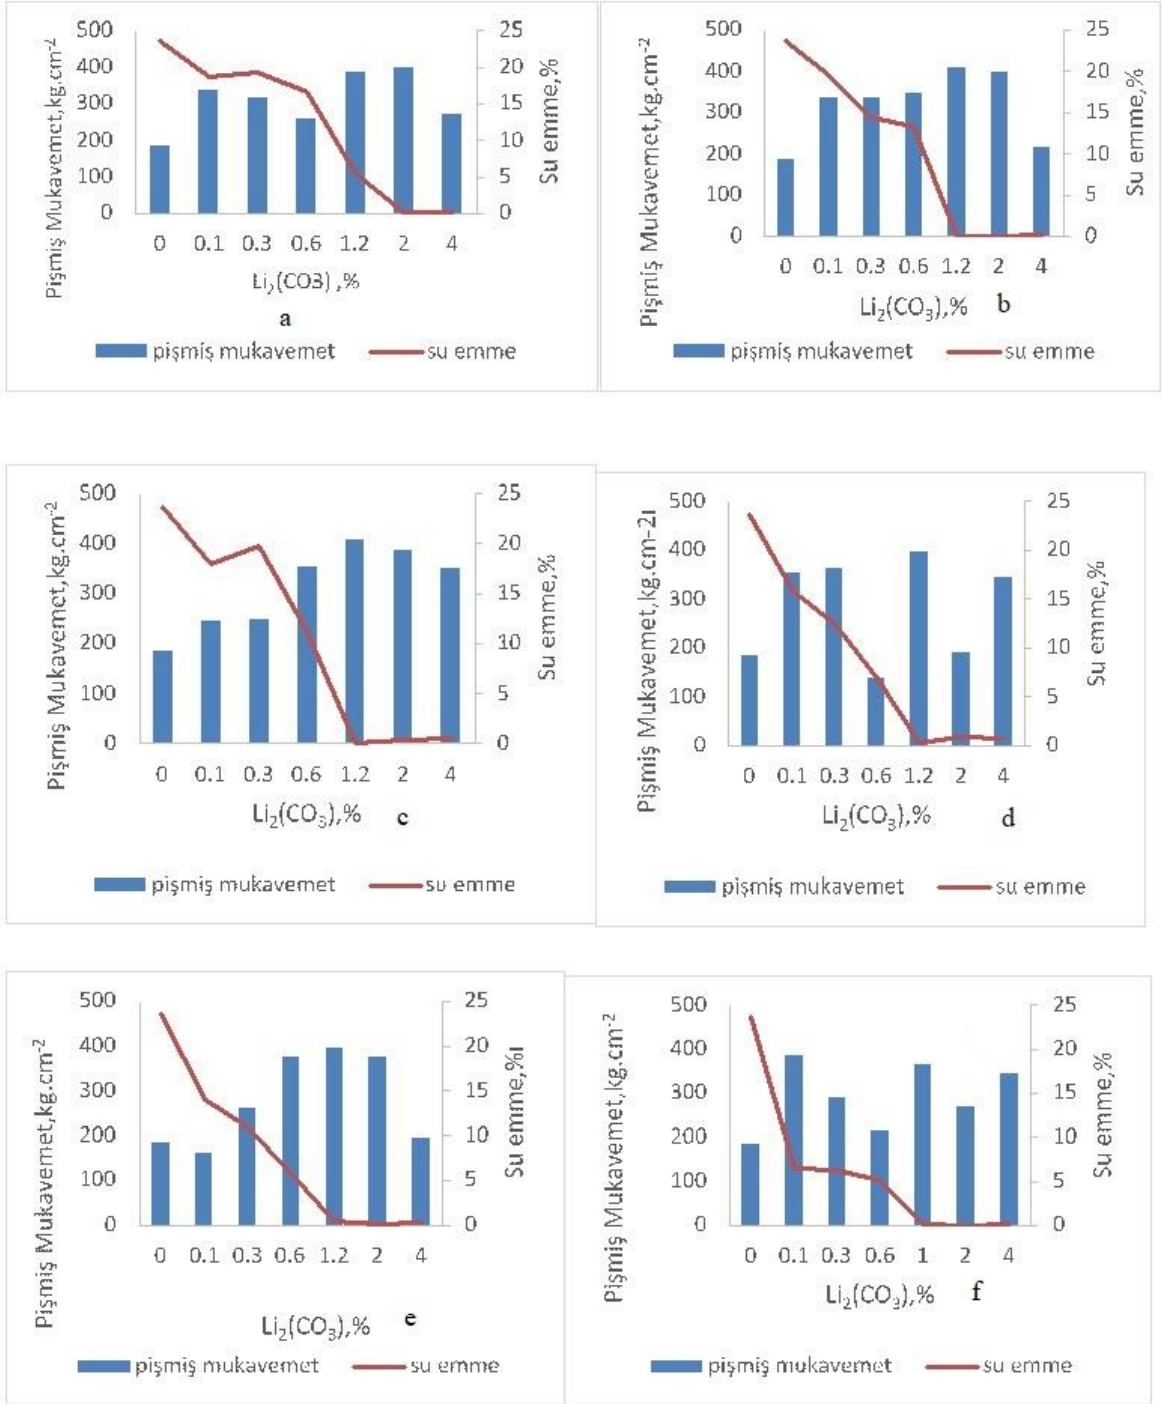 Pişmiş Mukavemet,kg.cm⁻²
500
400
300
200
100
0
25
20
15
10
5
0
Su emme,%
0 0.1 0.3 0.6 1.2 2 4
Li₂(CO3) ,%
a
pişmiş mukavemet su emme
Pişmiş Mukavemet,kg.cm⁻²
500
400
300
200
100
0
25
20
15
10
5
0
Su emme,%
0 0.1 0.3 0.6 1.2 2 4
Li₂(CO₃),% b
pişmiş mukavemet su emme
Pişmiş Mukavemet,kg.cm⁻²
500
400
300
200
100
0
25
20
15
10
5
0
Su emme,%
0 0.1 0.3 0.6 1.2 2 4
Li₂(CO₃),% c
pişmiş mukavemet su emme
Pişmiş Mukavemet,kg.cm-2ı
500
400
300
200
100
0
25
20
15
10
5
0
Su emme,%
0 0.1 0.3 0.6 1.2 2 4
Li₂(CO₃),% d
pişmiş mukavemet su emme
Pişmiş Mukavemet,kg.cm⁻²
500
400
300
200
100
0
25
20
15
10
5
0
Su emme,%ı
0 0.1 0.3 0.6 1.2 2 4
Li₂(CO₃),% e
pişmiş mukavemet su emme
Pişmiş Mukavemet,kg.cm⁻²
500
400
300
200
100
0
25
20
15
10
5
0
Su emme,%
0 0.1 0.3 0.6 1 2 4
Li₂(CO₃),% f
pişmiş mukavemet su emme